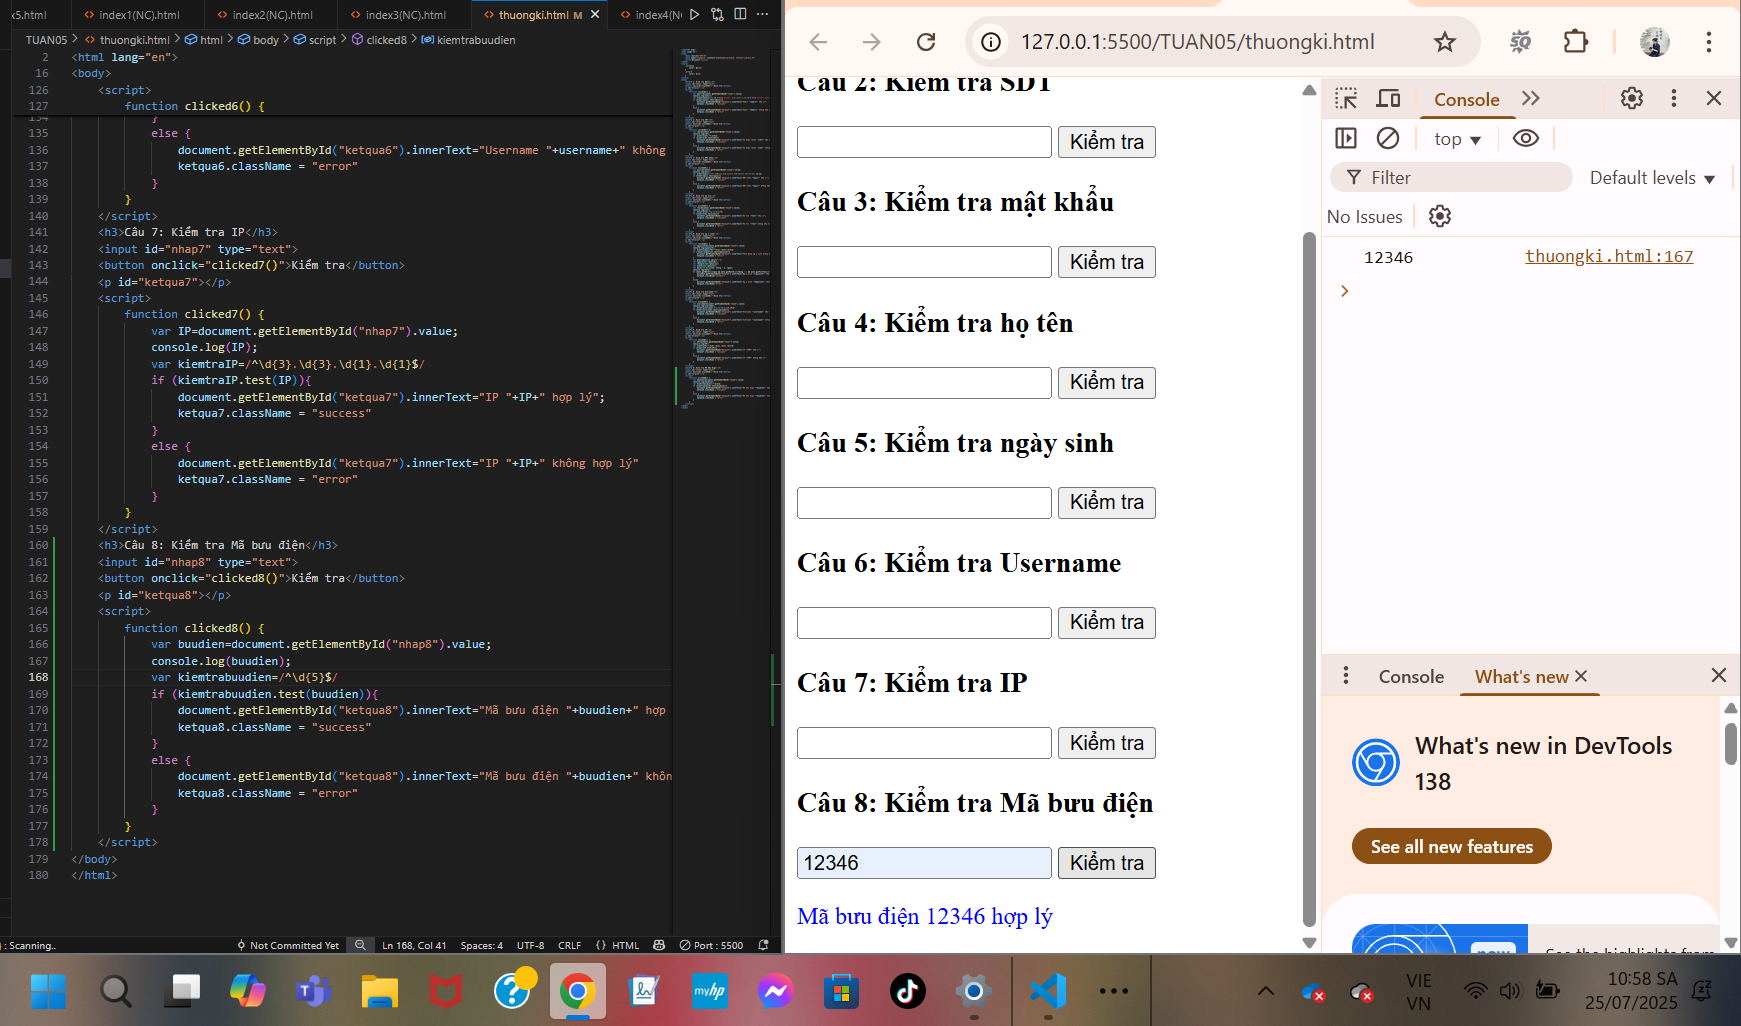 x5.html
index1(NC).html
index2(NC).html
index3(NC).html
thuongki.html M
index4(N
TUAN05 > thuongki.html > html > body > script > clicked8 > kiemtrabuudien
2 <html lang="en">
16 <body>
126 <script>
127 function clicked6() {
134 }
135 else {
136 document.getElementById("ketqua6").innerText="Username "+username+" không
137 ketqua6.className = "error"
138 }
139 }
140 </script>
141 <h3>Câu 7: Kiểm tra IP</h3>
142 <input id="nhap7" type="text">
143 <button onclick="clicked7()">Kiểm tra</button>
144 <p id="ketqua7"></p>
145 <script>
146 function clicked7() {
147 var IP=document.getElementById("nhap7").value;
148 console.log(IP);
149 var kiemtraIP=/^\d{3}.\d{3}.\d{1}.\d{1}$/
150 if (kiemtraIP.test(IP)){
151 document.getElementById("ketqua7").innerText="IP "+IP+" hợp lý";
152 ketqua7.className = "success"
153 }
154 else {
155 document.getElementById("ketqua7").innerText="IP "+IP+" không hợp lý"
156 ketqua7.className = "error"
157 }
158 }
159 </script>
160 <h3>Câu 8: Kiểm tra Mã bưu điện</h3>
161 <input id="nhap8" type="text">
162 <button onclick="clicked8()">Kiểm tra</button>
163 <p id="ketqua8"></p>
164 <script>
165 function clicked8() {
166 var buudien=document.getElementById("nhap8").value;
167 console.log(buudien);
168 var kiemtrabuudien=/^\d{5}$/
169 if (kiemtrabuudien.test(buudien)){
170 document.getElementById("ketqua8").innerText="Mã bưu điện "+buudien+" hợp
171 ketqua8.className = "success"
172 }
173 else {
174 document.getElementById("ketqua8").innerText="Mã bưu điện "+buudien+" khôn
175 ketqua8.className = "error"
176 }
177 }
178 </script>
179 </body>
180 </html>
: Scanning..
Not Committed Yet
Ln 168, Col 41
Spaces: 4
UTF-8
CRLF
{} HTML
Port : 5500
127.0.0.1:5500/TUAN05/thuongki.html
Câu 2: Kiểm tra SDT
Kiểm tra
Câu 3: Kiểm tra mật khẩu
Kiểm tra
Câu 4: Kiểm tra họ tên
Kiểm tra
Câu 5: Kiểm tra ngày sinh
Kiểm tra
Câu 6: Kiểm tra Username
Kiểm tra
Câu 7: Kiểm tra IP
Kiểm tra
Câu 8: Kiểm tra Mã bưu điện
12346 Kiểm tra
Mã bưu điện 12346 hợp lý
Console
top
Filter
Default levels
No Issues
12346 thuongki.html:167
Console
What's new
What's new in DevTools
138
See all new features
new
See the highlights from
myhp
VIE
VN
10:58 SA
25/07/2025